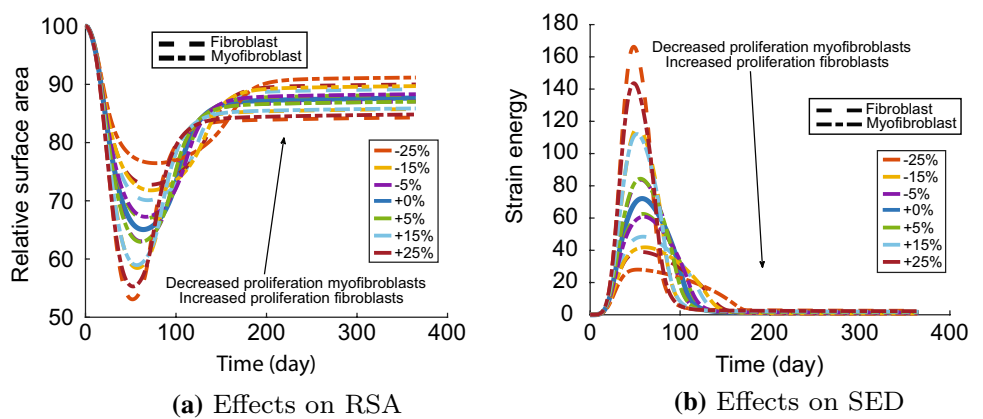 100
90
80
70
60
50
0
100
200
300
400
Relative surface area
Time (day)
Fibroblast
Myofibroblast
-25%
-15%
-5%
+0%
+5%
+15%
+25%
Decreased proliferation myofibroblasts
Increased proliferation fibroblasts
(a) Effects on RSA
180
160
140
120
100
80
60
40
20
0
0
100
200
300
400
Strain energy
Time (day)
Decreased proliferation myofibroblasts
Increased proliferation fibroblasts
Fibroblast
Myofibroblast
-25%
-15%
-5%
+0%
+5%
+15%
+25%
(b) Effects on SED